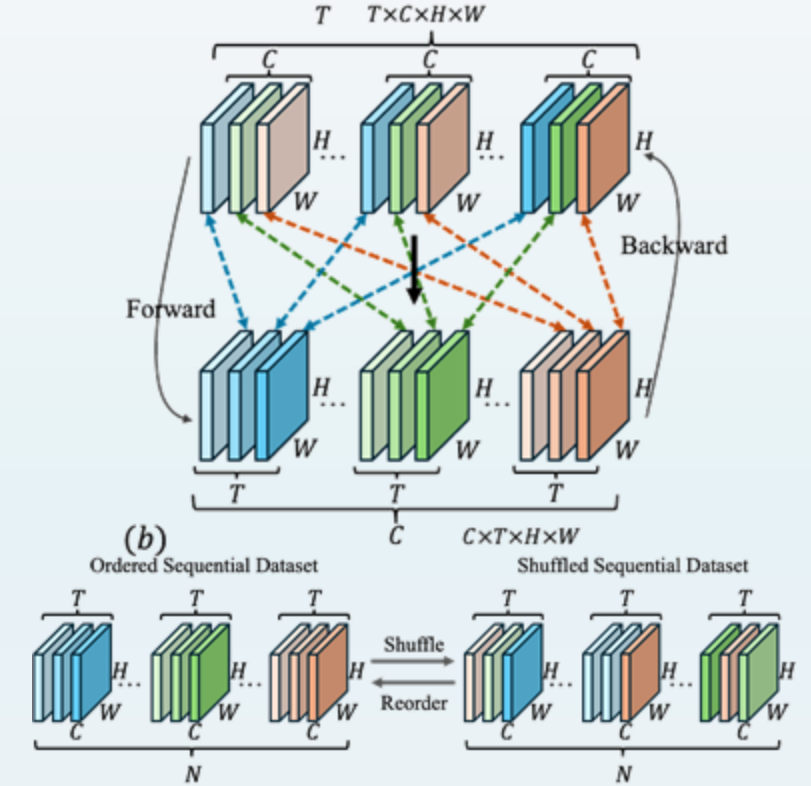 T T×C×H×W
C C C
H ... H ... H
W W W
Backward
Forward
H ... H ... H
W W W
T T T
C C×T×H×W
(b)
Ordered Sequential Dataset Shuffled Sequential Dataset
T T T T T T
Shuffle
H ... H ... H H ... H ... H
Reorder
W W W W W W
C C C C C C
N N